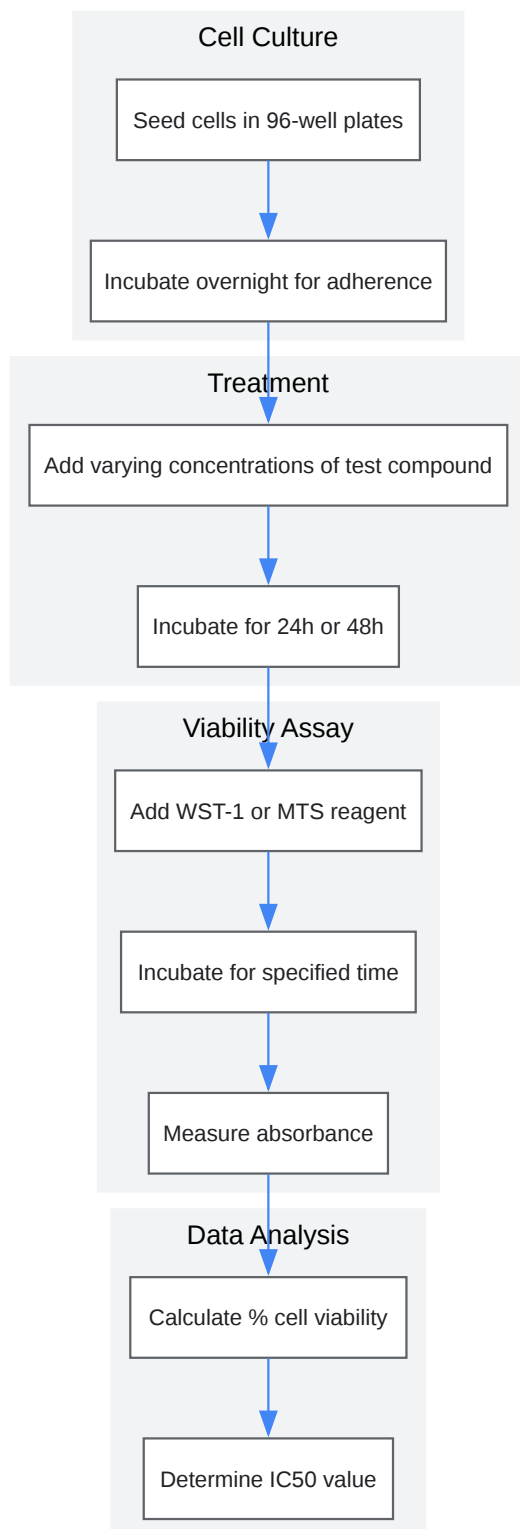 Cell Culture
Seed cells in 96-well plates
Incubate overnight for adherence
Treatment
Add varying concentrations of test compound
Incubate for 24h or 48h
Viability Assay
Add WST-1 or MTS reagent
Incubate for specified time
Measure absorbance
Data Analysis
Calculate % cell viability
Determine IC50 value